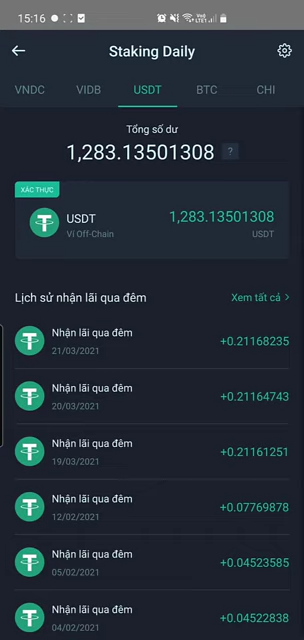 15:16
Staking Daily
VNDC VIDB USDT BTC CHI
Tổng số dư
1,283.13501308 ?
XÁC THỰC
USDT 1,283.13501308
Ví Off-Chain USDT
Lịch sử nhận lãi qua đêm Xem tất cả >
Nhận lãi qua đêm +0.21168235
21/03/2021
Nhận lãi qua đêm +0.21164743
20/03/2021
Nhận lãi qua đêm +0.21161251
19/03/2021
Nhận lãi qua đêm +0.07769878
12/02/2021
Nhận lãi qua đêm +0.04523585
05/02/2021
Nhận lãi qua đêm +0.04522838
04/02/2021